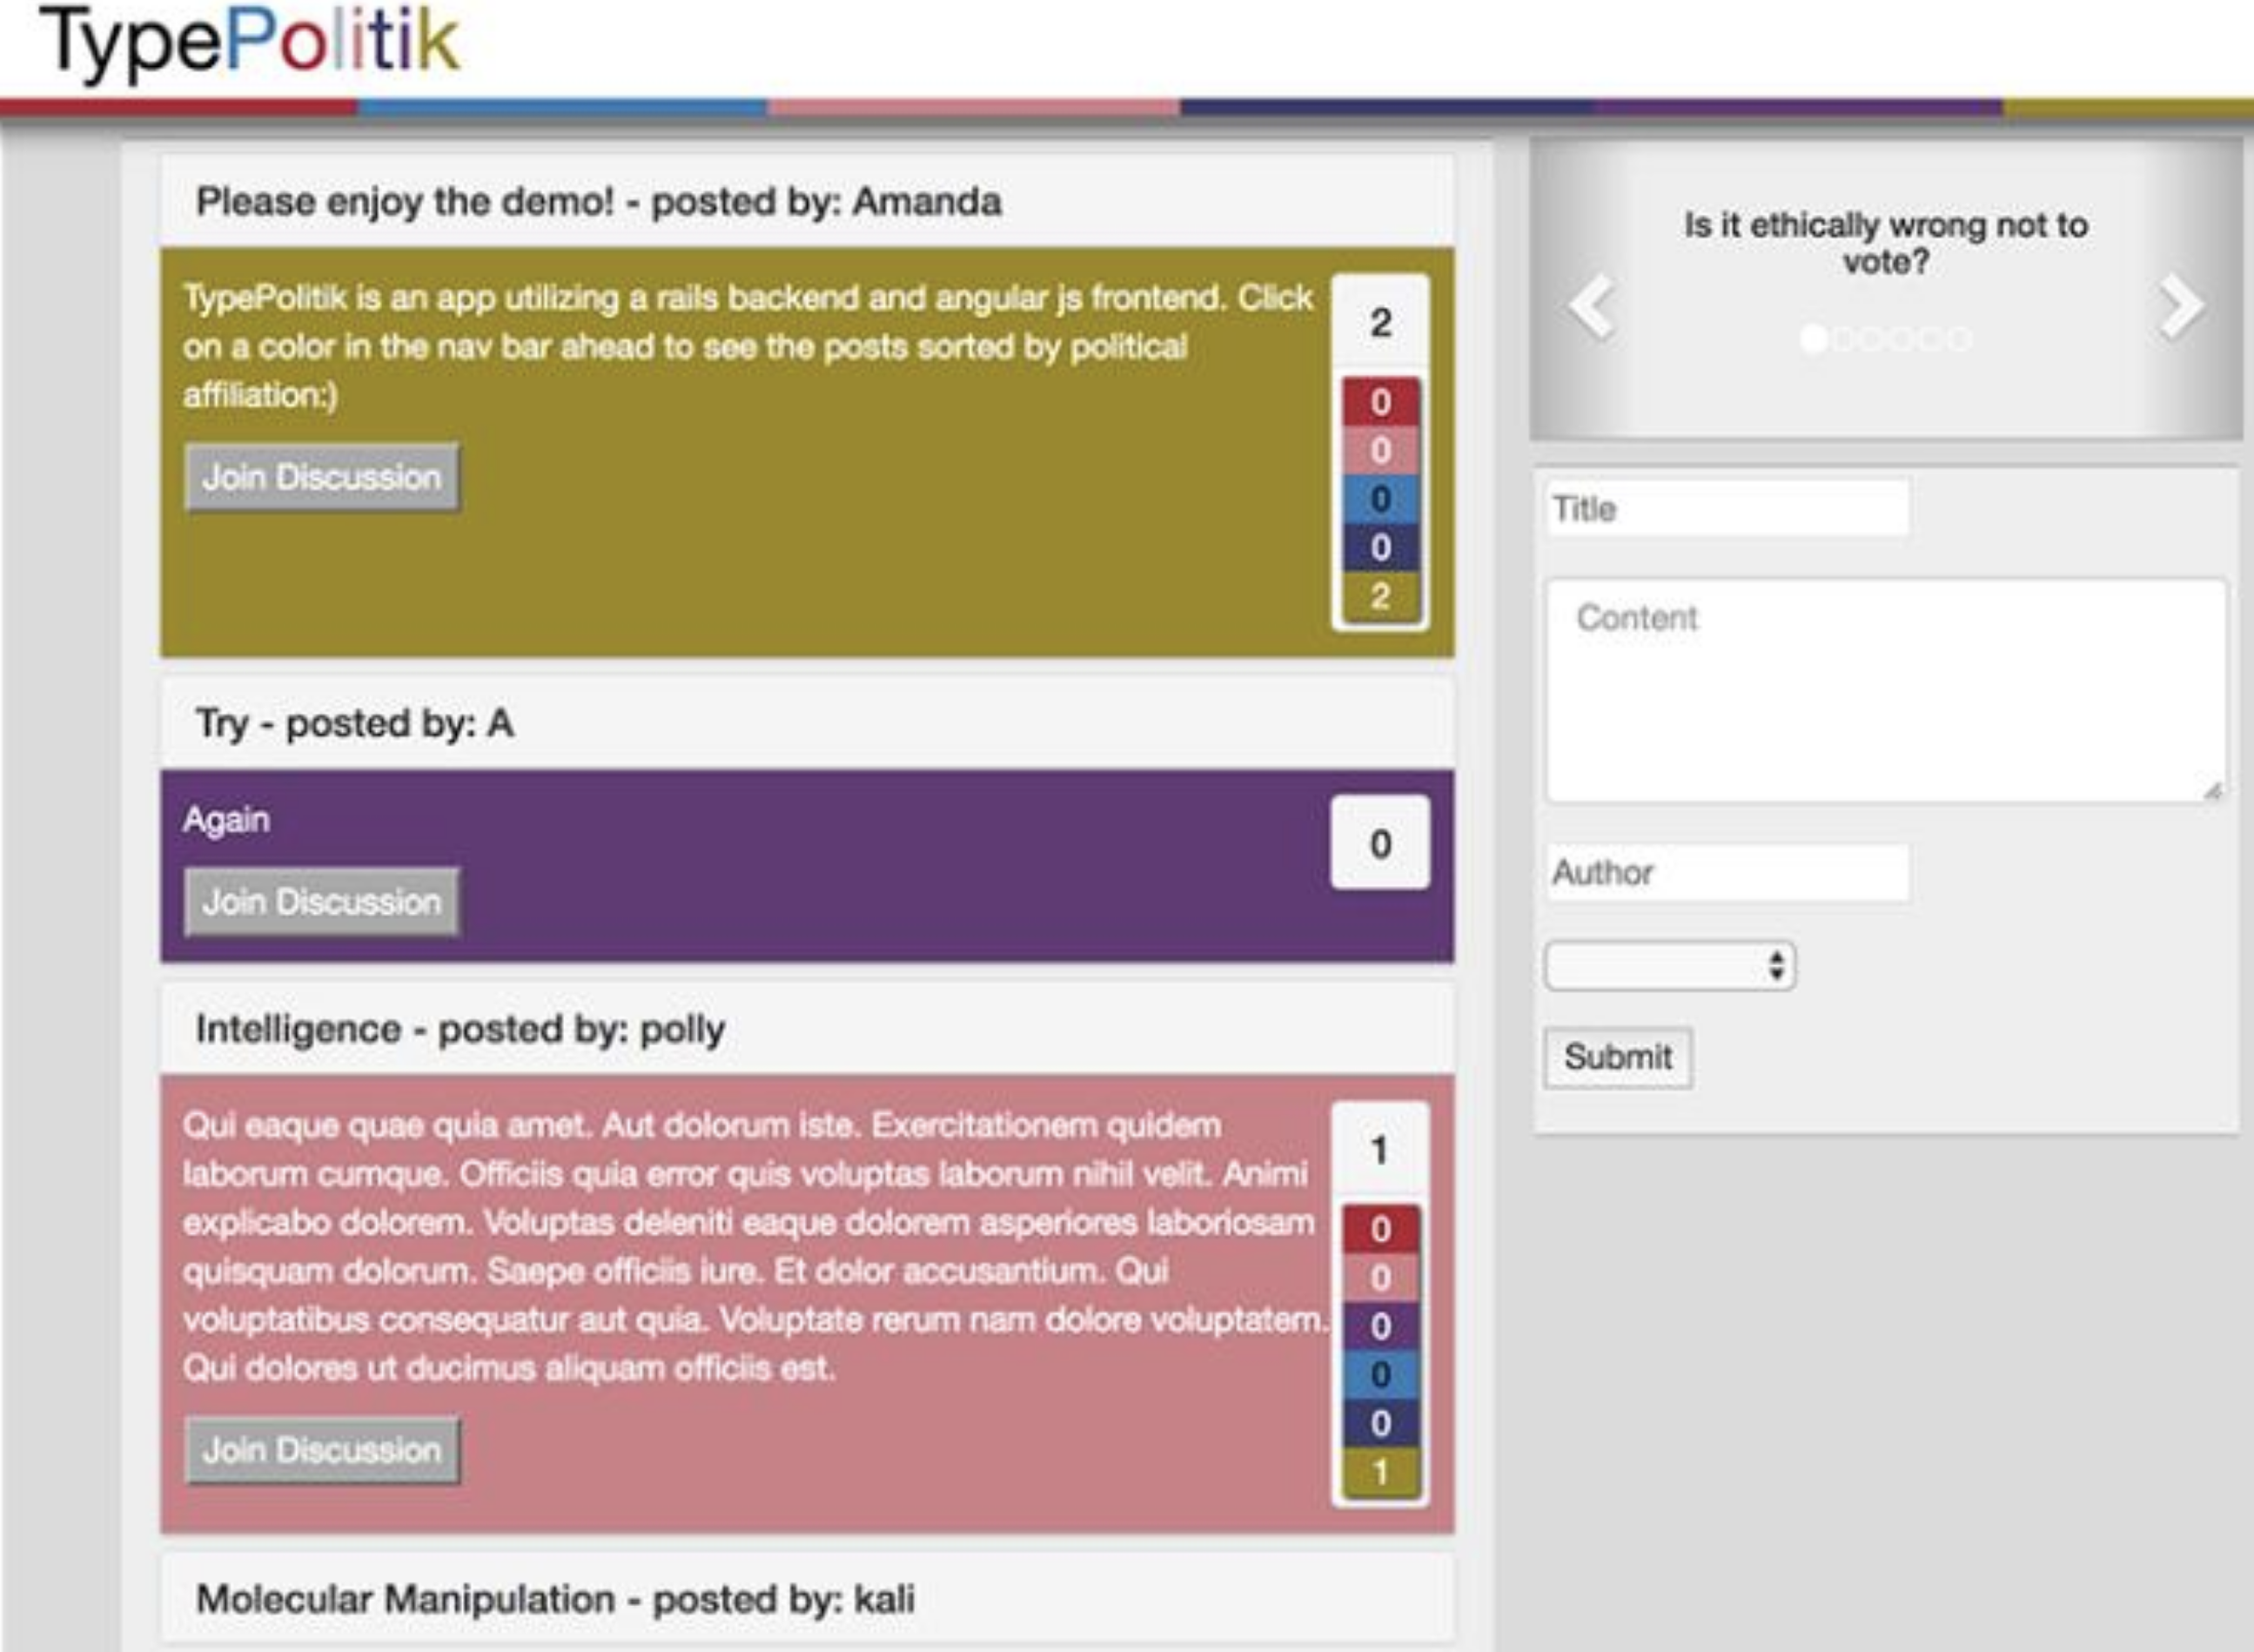 TypePolitik
Please enjoy the demo! - posted by: Amanda
TypePolitik is an app utilizing a rails backend and angular js frontend. Click
on a color in the nav bar ahead to see the posts sorted by political
affiliation:)
Join Discussion
2
0
0
0
0
2
Try - posted by: A
Again
Join Discussion
0
Intelligence - posted by: polly
Qui eaque quae quia amet. Aut dolorum iste. Exercitationem quidem
laborum cumque. Officiis quia error quis voluptas laborum nihil velit. Animi
explicabo dolorem. Voluptas deleniti eaque dolorem asperiores laboriosam
quisquam dolorum. Saepe officiis iure. Et dolor accusantium. Qui
voluptatibus consequatur aut quia. Voluptate rerum nam dolore voluptatem.
Qui dolores ut ducimus aliquam officiis est.
Join Discussion
1
0
0
0
0
0
1
Molecular Manipulation - posted by: kali
Is it ethically wrong not to
vote?
Title
Content
Author
Submit